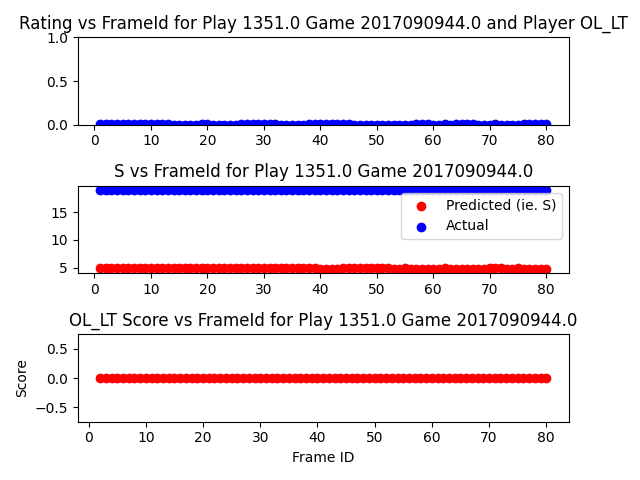 Rating vs FrameId for Play 1351.0 Game 2017090944.0 and Player OL_LT
1.0
0.5
0.0
0 10 20 30 40 50 60 70 80
S vs FrameId for Play 1351.0 Game 2017090944.0
15
10
5
Predicted (ie. S)
Actual
0 10 20 30 40 50 60 70 80
OL_LT Score vs FrameId for Play 1351.0 Game 2017090944.0
Score
0.5
0.0
−0.5
0 10 20 30 40 50 60 70 80
Frame ID